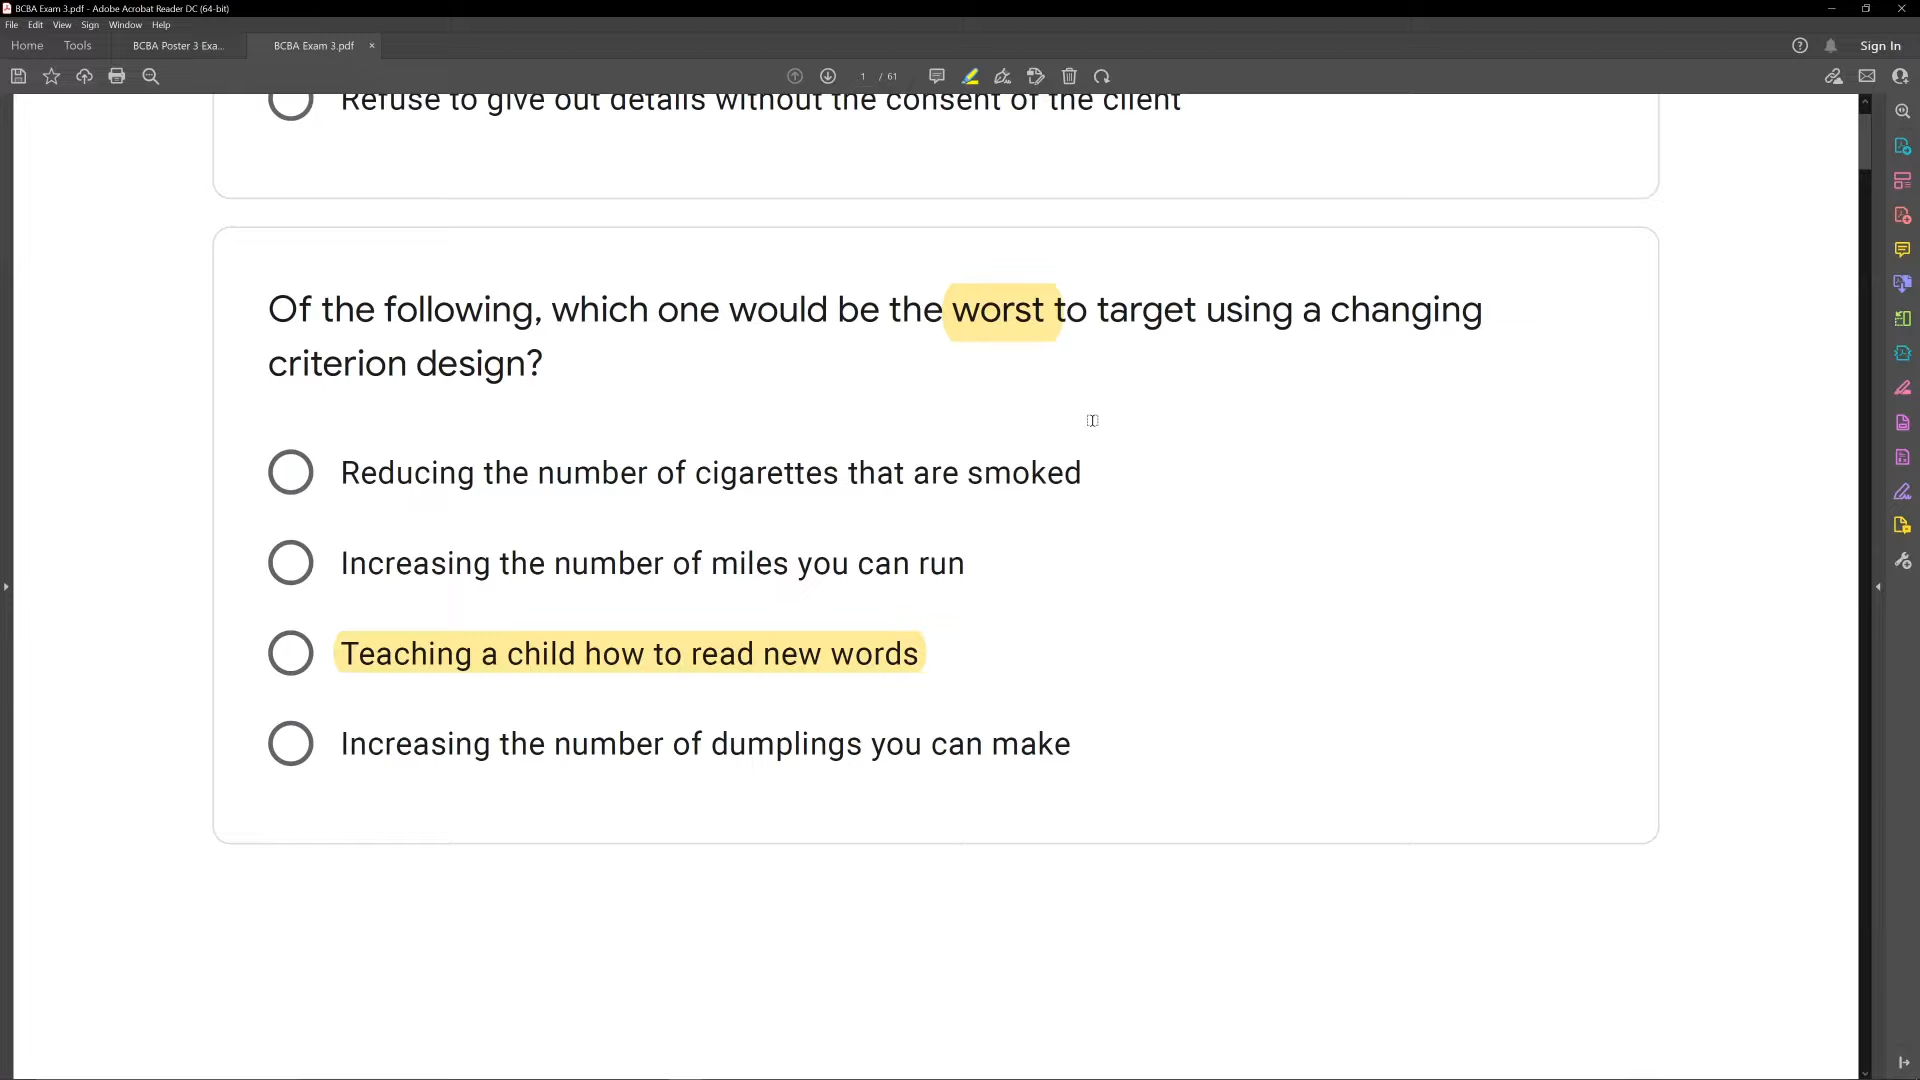 BCBA Exam 3.pdf - Adobe Acrobat Reader DC (64-bit)
File Edit View Sign Window Help
Home Tools BCBA Poster 3 Exa... BCBA Exam 3.pdf × Sign In
1 / 61
Refuse to give out details without the consent of the client
Of the following, which one would be the worst to target using a changing
criterion design?
Reducing the number of cigarettes that are smoked
Increasing the number of miles you can run
Teaching a child how to read new words
Increasing the number of dumplings you can make